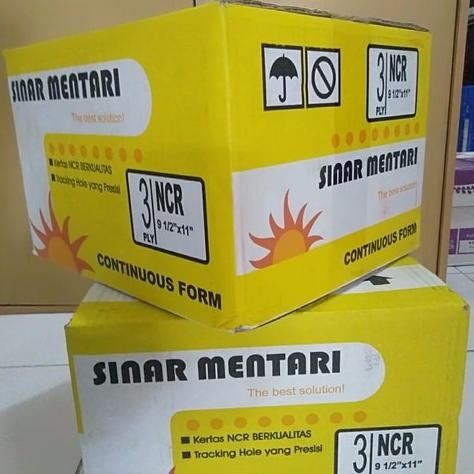 SINAR MENTARI
The best solution!
Kertas NCR BERKUALITAS
Tracking Hole yang Presisi
3 PLY
NCR
9 1/2"x11"
CONTINUOUS FORM
3 PLY
NCR
9 1/2"x11"
SINAR MENTARI
The best solution!
CONTINUOUS FORM
SINAR MENTARI
The best solution!
Kertas NCR BERKUALITAS
Tracking Hole yang Presisi
3
NCR
9 1/2"x11"